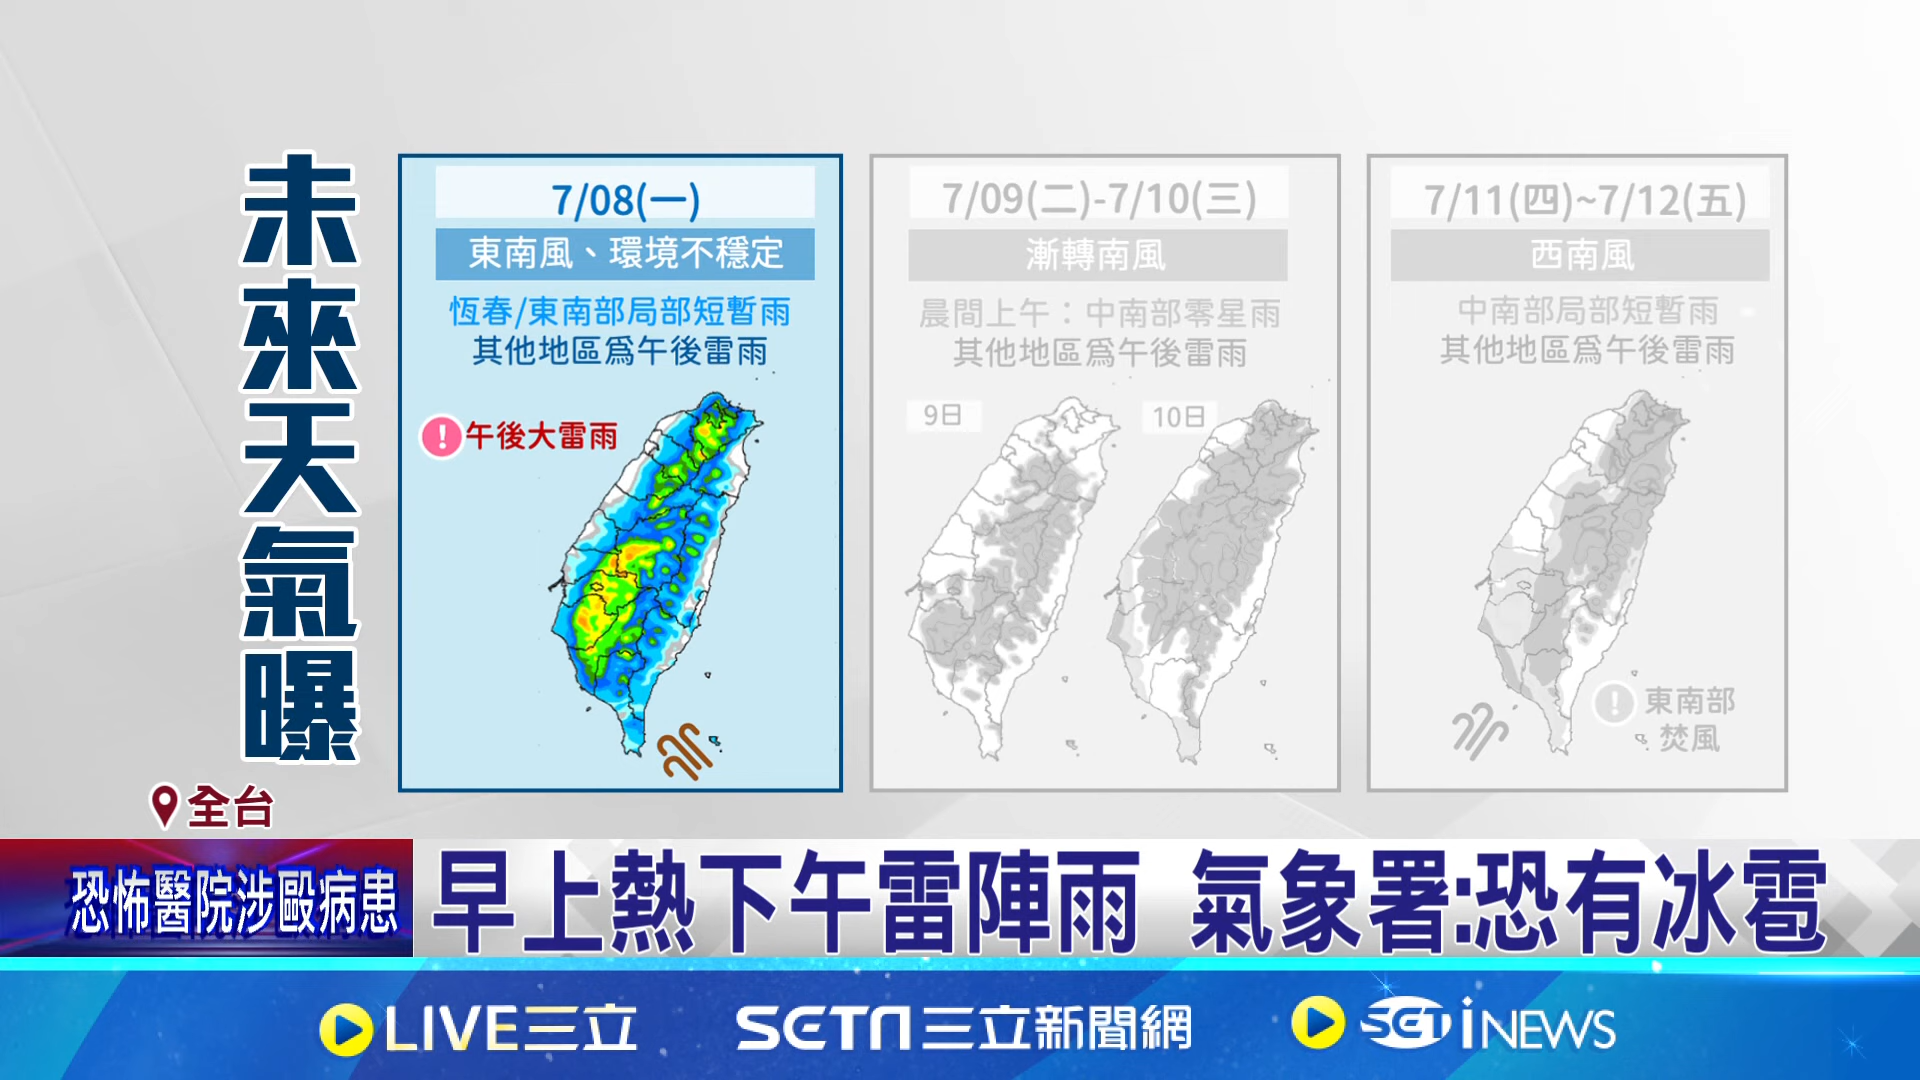 未來天氣曝
7/08(一)
東南風、環境不穩定
恆春/東南部局部短暫雨
其他地區為午後雷雨
! 午後大雷雨
7/09(二)-7/10(三)
漸轉南風
晨間上午：中南部零星雨
其他地區為午後雷雨
9日
10日
7/11(四)~7/12(五)
西南風
中南部局部短暫雨
其他地區為午後雷雨
! 東南部
焚風
全台
恐怖醫院涉毆病患
早上熱下午雷陣雨 氣象署:恐有冰雹
LIVE三立
SETN三立新聞網
SET iNEWS